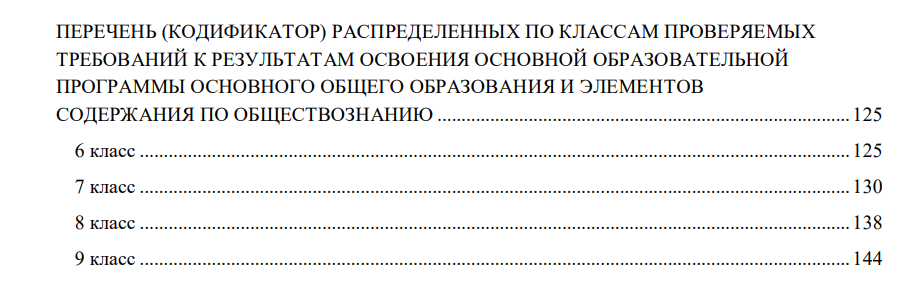 ПЕРЕЧЕНЬ (КОДИФИКАТОР) РАСПРЕДЕЛЕННЫХ ПО КЛАССАМ ПРОВЕРЯЕМЫХ
ТРЕБОВАНИЙ К РЕЗУЛЬТАТАМ ОСВОЕНИЯ ОСНОВНОЙ ОБРАЗОВАТЕЛЬНОЙ
ПРОГРАММЫ ОСНОВНОГО ОБЩЕГО ОБРАЗОВАНИЯ И ЭЛЕМЕНТОВ
СОДЕРЖАНИЯ ПО ОБЩЕСТВОЗНАНИЮ ........................................................................................ 125
6 класс ....................................................................................................................................................... 125
7 класс ....................................................................................................................................................... 130
8 класс ....................................................................................................................................................... 138
9 класс ....................................................................................................................................................... 144